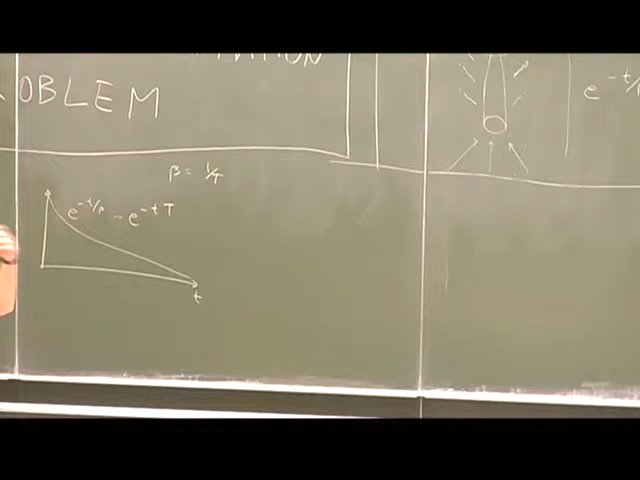 OBLEM
β = 1/T
e^-t/β - e^-tT
t
e^-t/